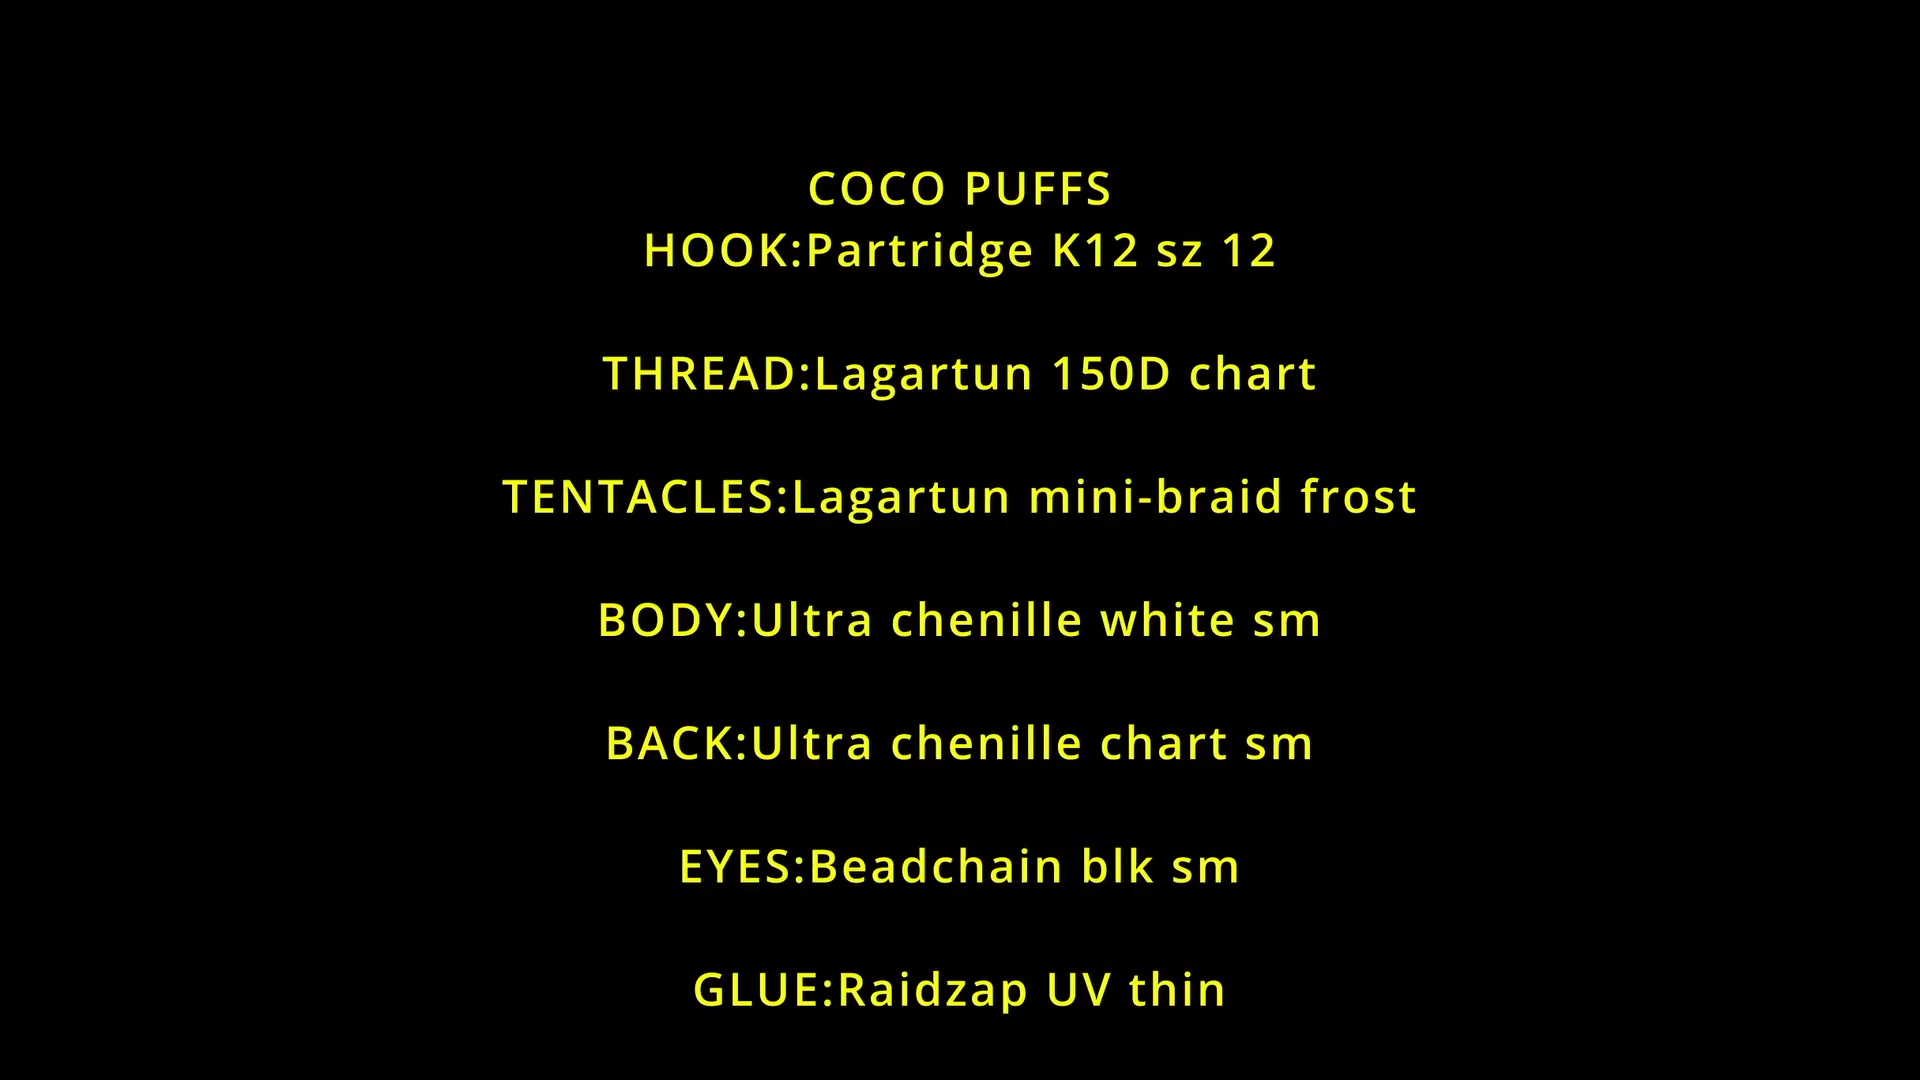 COCO PUFFS
HOOK:Partridge K12 sz 12
THREAD:Lagartun 150D chart
TENTACLES:Lagartun mini-braid frost
BODY:Ultra chenille white sm
BACK:Ultra chenille chart sm
EYES:Beadchain blk sm
GLUE:Raidzap UV thin